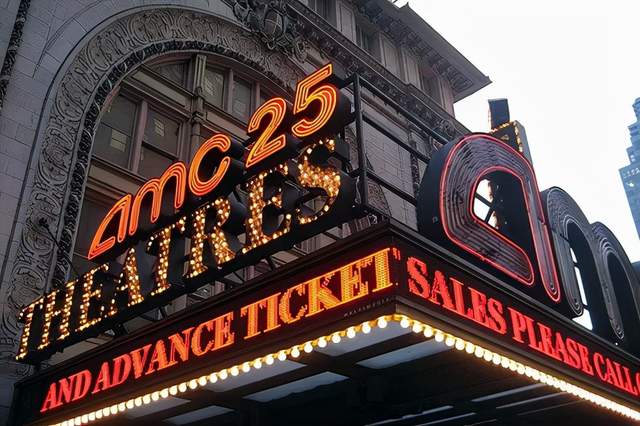 amc 25
THEATRES
AND ADVANCE TICKET
SALES PLEASE CALL